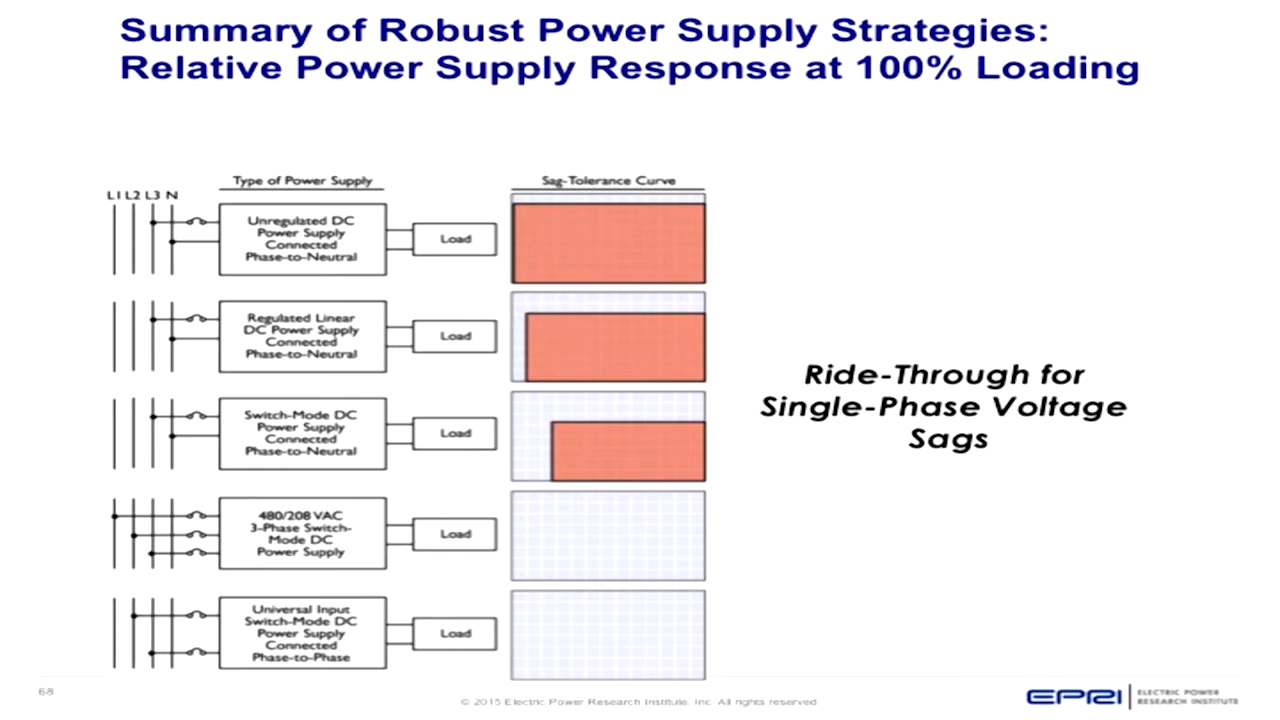 Summary of Robust Power Supply Strategies:
Relative Power Supply Response at 100% Loading
Type of Power Supply
Sag-Tolerance Curve
L1 L2 L3 N
Unregulated DC
Power Supply
Connected
Phase-to-Neutral
Load
Regulated Linear
DC Power Supply
Connected
Phase-to-Neutral
Load
Ride-Through for
Single-Phase Voltage
Sags
Switch-Mode DC
Power Supply
Connected
Phase-to-Neutral
Load
480/208 VAC
3-Phase Switch-
Mode DC
Power Supply
Load
Universal Input
Switch-Mode DC
Power Supply
Connected
Phase-to-Phase
Load
68
© 2015 Electric Power Research Institute, Inc. All rights reserved.
EPRI
ELECTRIC POWER
RESEARCH INSTITUTE